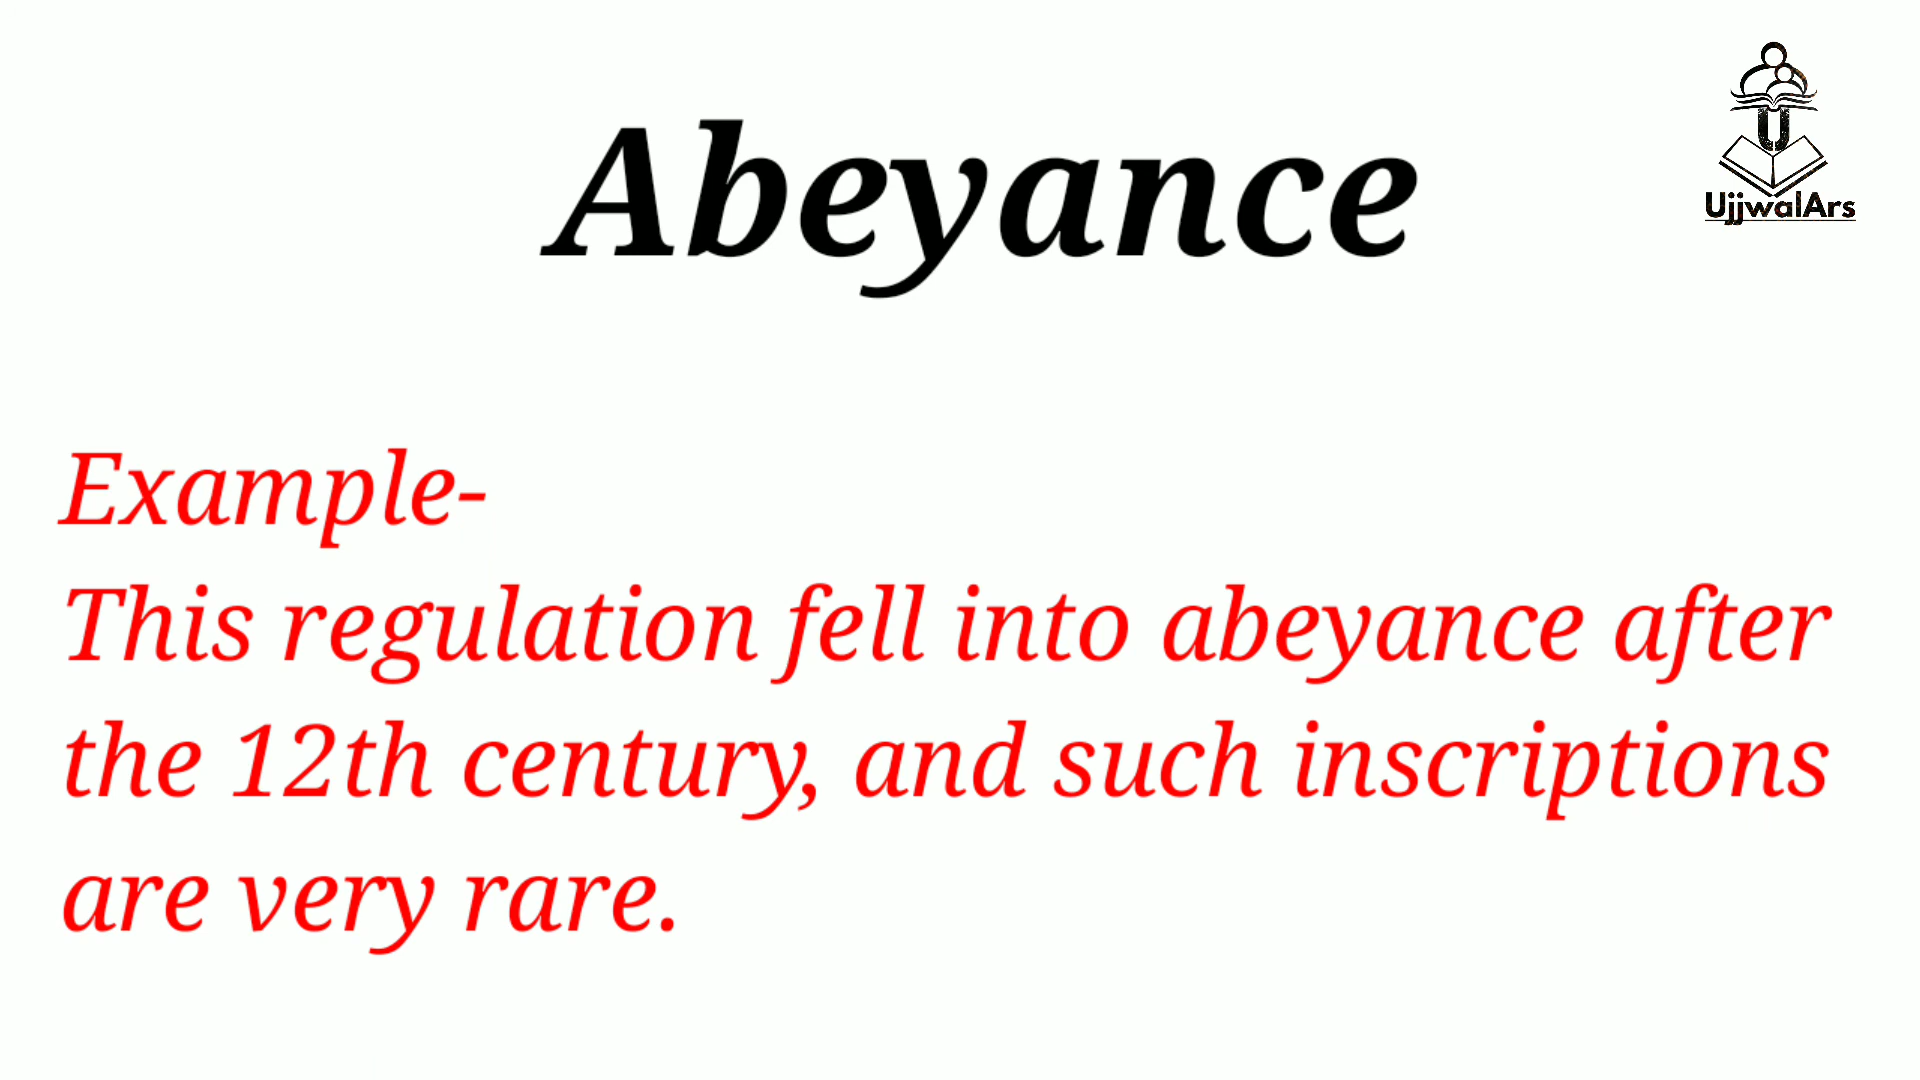 Abeyance
UjjwalArs
Example-
This regulation fell into abeyance after
the 12th century, and such inscriptions
are very rare.